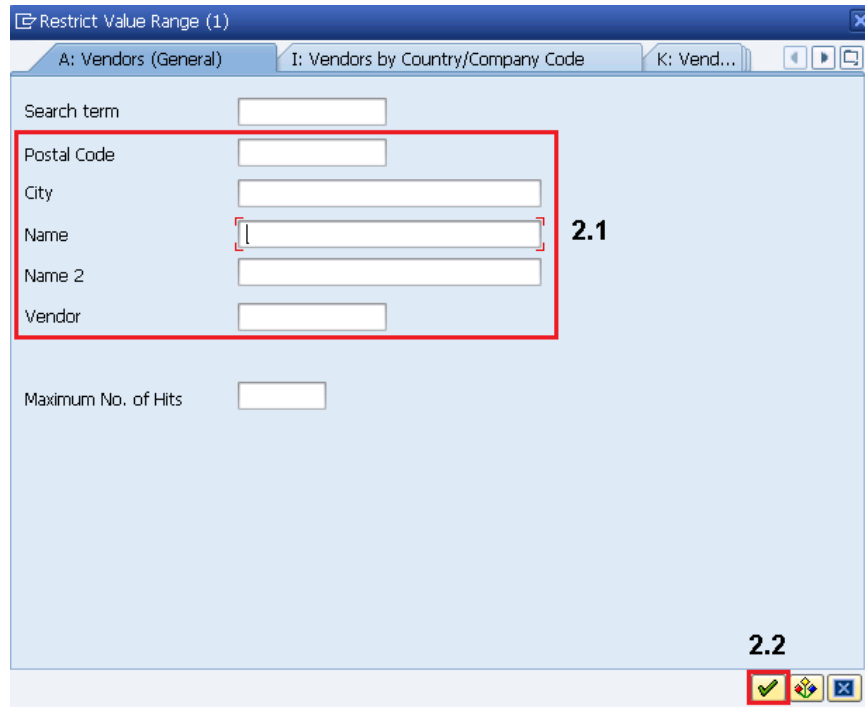 Restrict Value Range (1)
A: Vendors (General) I: Vendors by Country/Company Code K: Vend...
Search term
Postal Code
City
Name 2.1
Name 2
Vendor
Maximum No. of Hits
2.2